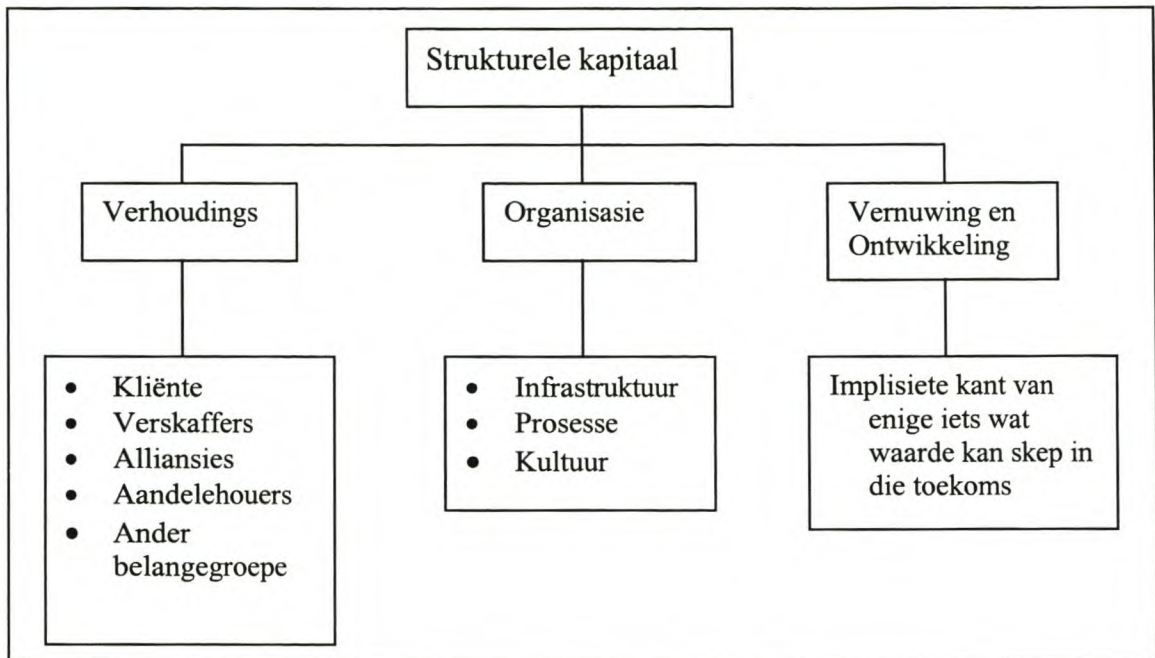 Strukturele kapitaal
Verhoudings
Organisasie
Vernuwing en
Ontwikkeling
• Kliënte
• Verskaffers
• Alliansies
• Aandelehouers
• Ander
belangegroepe
• Infrastruktuur
• Prosesse
• Kultuur
Implisiete kant van
enige iets wat
waarde kan skep in
die toekoms